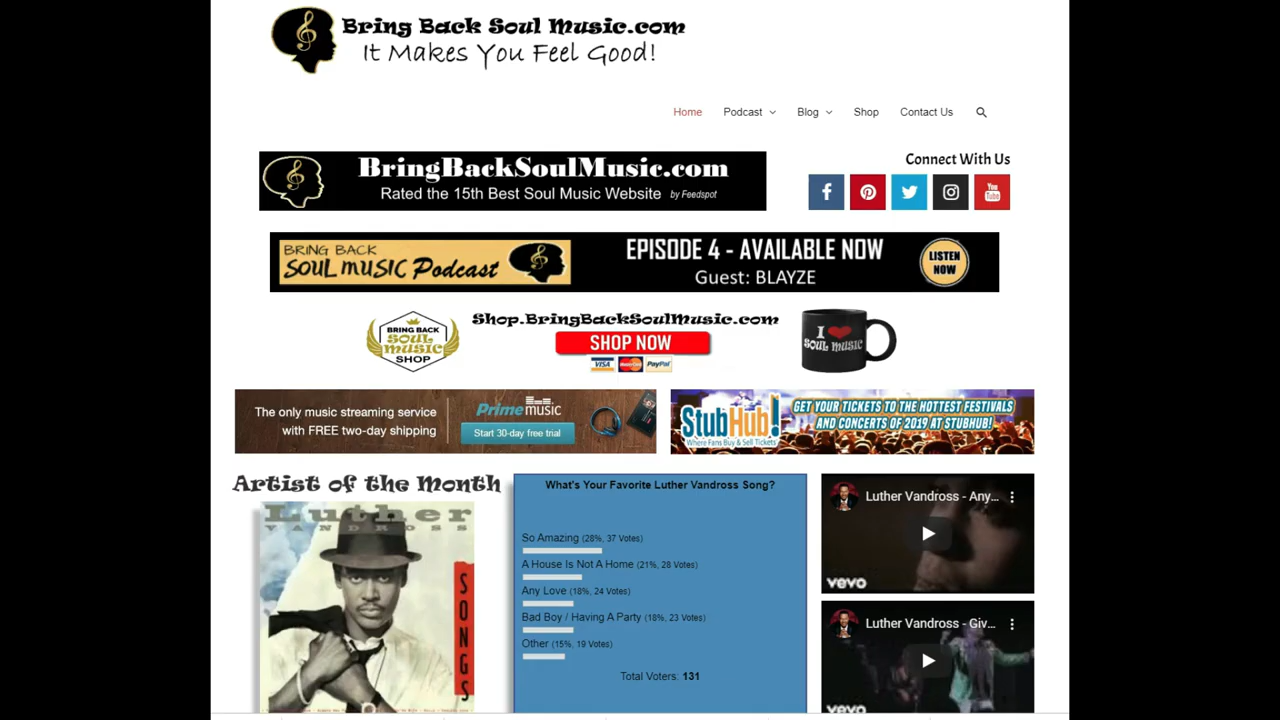 Bring Back Soul Music.com
It Makes You Feel Good!
Home Podcast Blog Shop Contact Us
BringBackSoulMusic.com
Rated the 15th Best Soul Music Website by Feedspot
Connect With Us
You
Tube
BRING BACK
SOUL MUSIC Podcast
EPISODE 4 - AVAILABLE NOW
Guest: BLAYZE
LISTEN
NOW
BRING BACK
SOUL
MUSIC
SHOP
Shop.BringBackSoulMusic.com
SHOP NOW
VISA MasterCard PayPal
I
SOUL MUSIC
The only music streaming service
with FREE two-day shipping
Prime music
Start 30-day free trial
StubHub!
Where Fans Buy & Sell Tickets
GET YOUR TICKETS TO THE HOTTEST FESTIVALS
AND CONCERTS OF 2019 AT STUBHUB!
Artist of the Month
Luther
VANDROSS
SONGS
What's Your Favorite Luther Vandross Song?
So Amazing (28%, 37 Votes)
A House Is Not A Home (21%, 28 Votes)
Any Love (18%, 24 Votes)
Bad Boy / Having A Party (18%, 23 Votes)
Other (15%, 19 Votes)
Total Voters: 131
Luther Vandross - Any...
vevo
Luther Vandross - Giv...
vevo